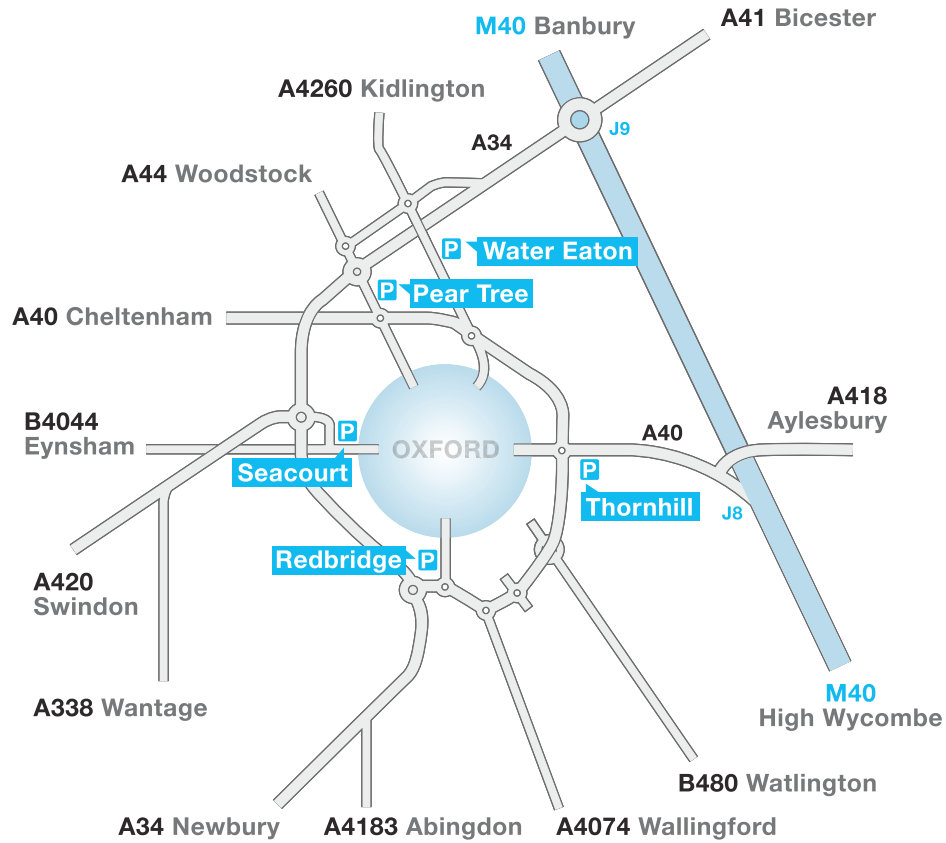 A41 Bicester
M40 Banbury
A4260 Kidlington
J9
A34
A44 Woodstock
P
Water Eaton
P
Pear Tree
A40 Cheltenham
A418
Aylesbury
B4044
Eynsham
P
A40
OXFORD
Seacourt
P
Thornhill
J8
Redbridge
P
A420
Swindon
A338 Wantage
M40
High Wycombe
B480 Watlington
A34 Newbury
A4183 Abingdon
A4074 Wallingford